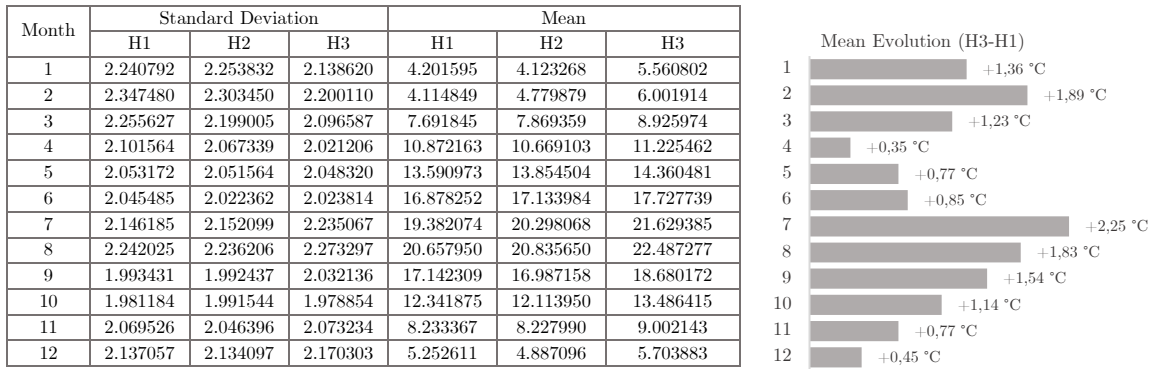 Month Standard Deviation Mean
H1 H2 H3 H1 H2 H3
1 2.240792 2.253832 2.138620 4.201595 4.123268 5.560802
2 2.347480 2.303450 2.200110 4.114849 4.779879 6.001914
3 2.255627 2.199005 2.096587 7.691845 7.869359 8.925974
4 2.101564 2.067339 2.021206 10.872163 10.669103 11.225462
5 2.053172 2.051564 2.048320 13.590973 13.854504 14.360481
6 2.045485 2.022362 2.023814 16.878252 17.133984 17.727739
7 2.146185 2.152099 2.235067 19.382074 20.298068 21.629385
8 2.242025 2.236206 2.273297 20.657950 20.835650 22.487277
9 1.993431 1.992437 2.032136 17.142309 16.987158 18.680172
10 1.981184 1.991544 1.978854 12.341875 12.113950 13.486415
11 2.069526 2.046396 2.073234 8.233367 8.227990 9.002143
12 2.137057 2.134097 2.170303 5.252611 4.887096 5.703883
Mean Evolution (H3-H1)
1 +1,36 °C
2 +1,89 °C
3 +1,23 °C
4 +0,35 °C
5 +0,77 °C
6 +0,85 °C
7 +2,25 °C
8 +1,83 °C
9 +1,54 °C
10 +1,14 °C
11 +0,77 °C
12 +0,45 °C